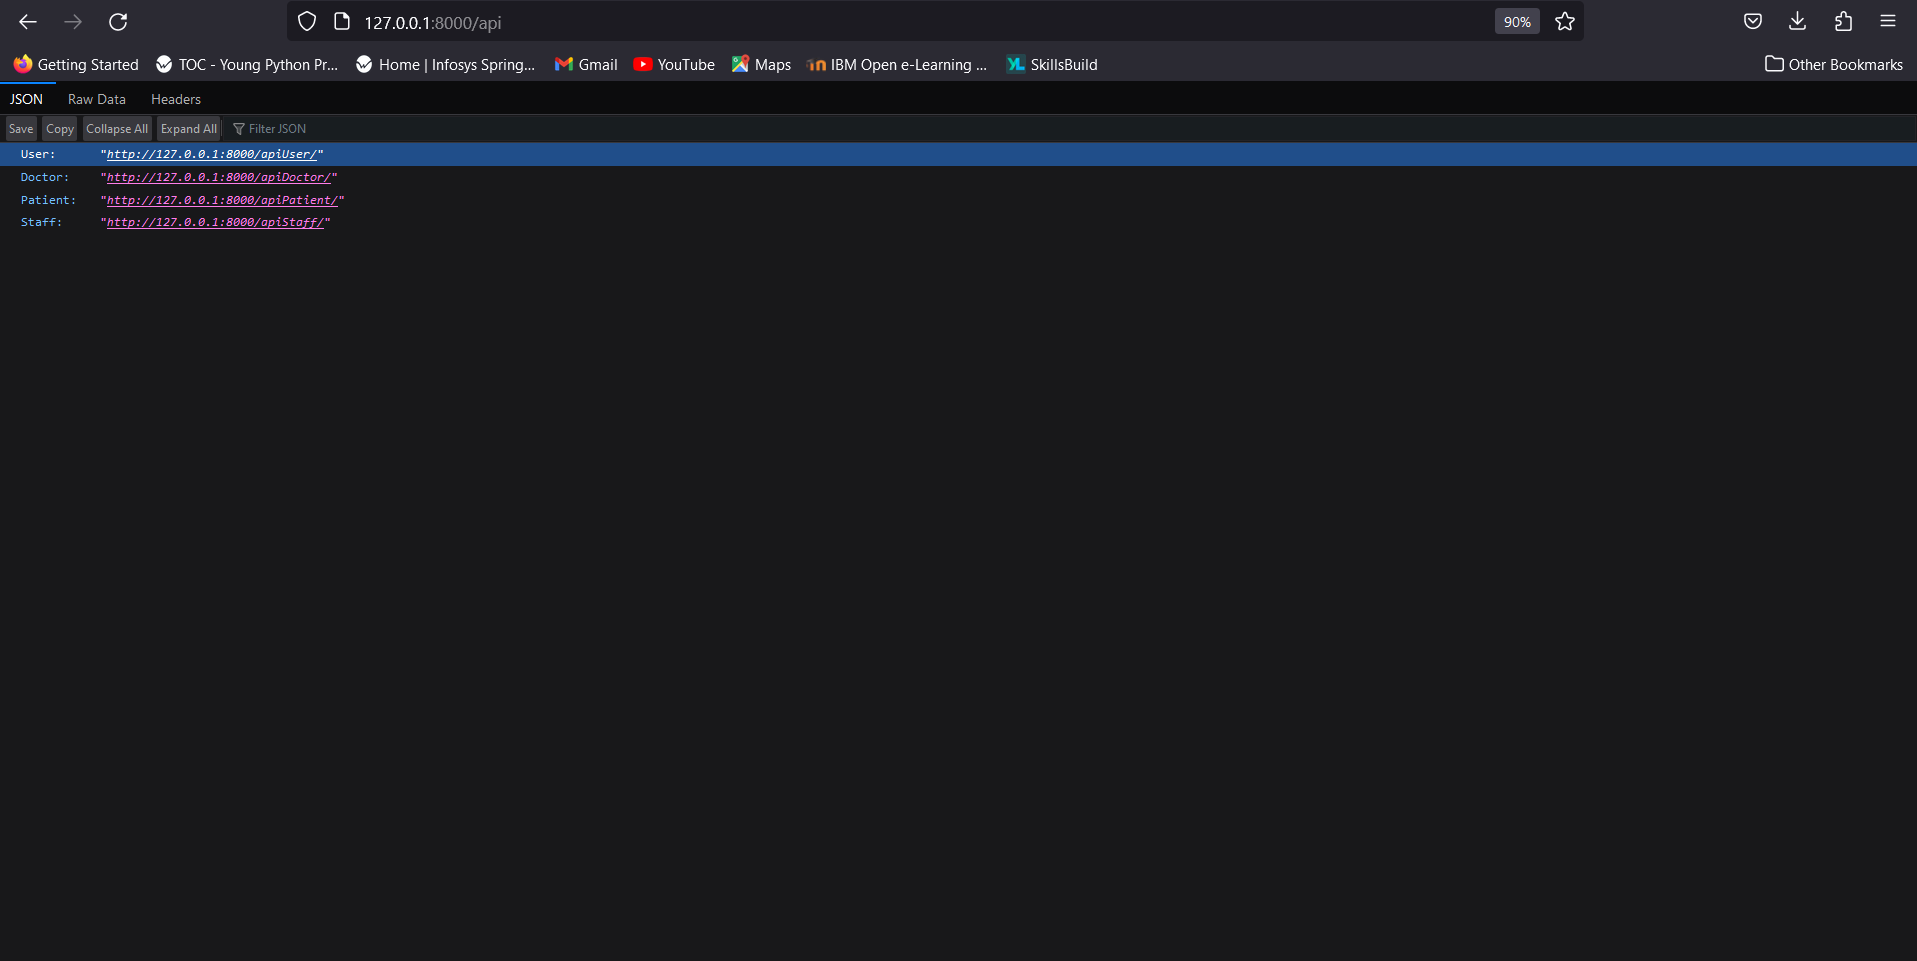 127.0.0.1:8000/api 90%
Getting Started TOC - Young Python Pr... Home | Infosys Spring... Gmail YouTube Maps IBM Open e-Learning ... SkillsBuild Other Bookmarks
JSON Raw Data Headers
Save Copy Collapse All Expand All Filter JSON
User: "http://127.0.0.1:8000/apiUser/"
Doctor: "http://127.0.0.1:8000/apiDoctor/"
Patient: "http://127.0.0.1:8000/apiPatient/"
Staff: "http://127.0.0.1:8000/apiStaff/"